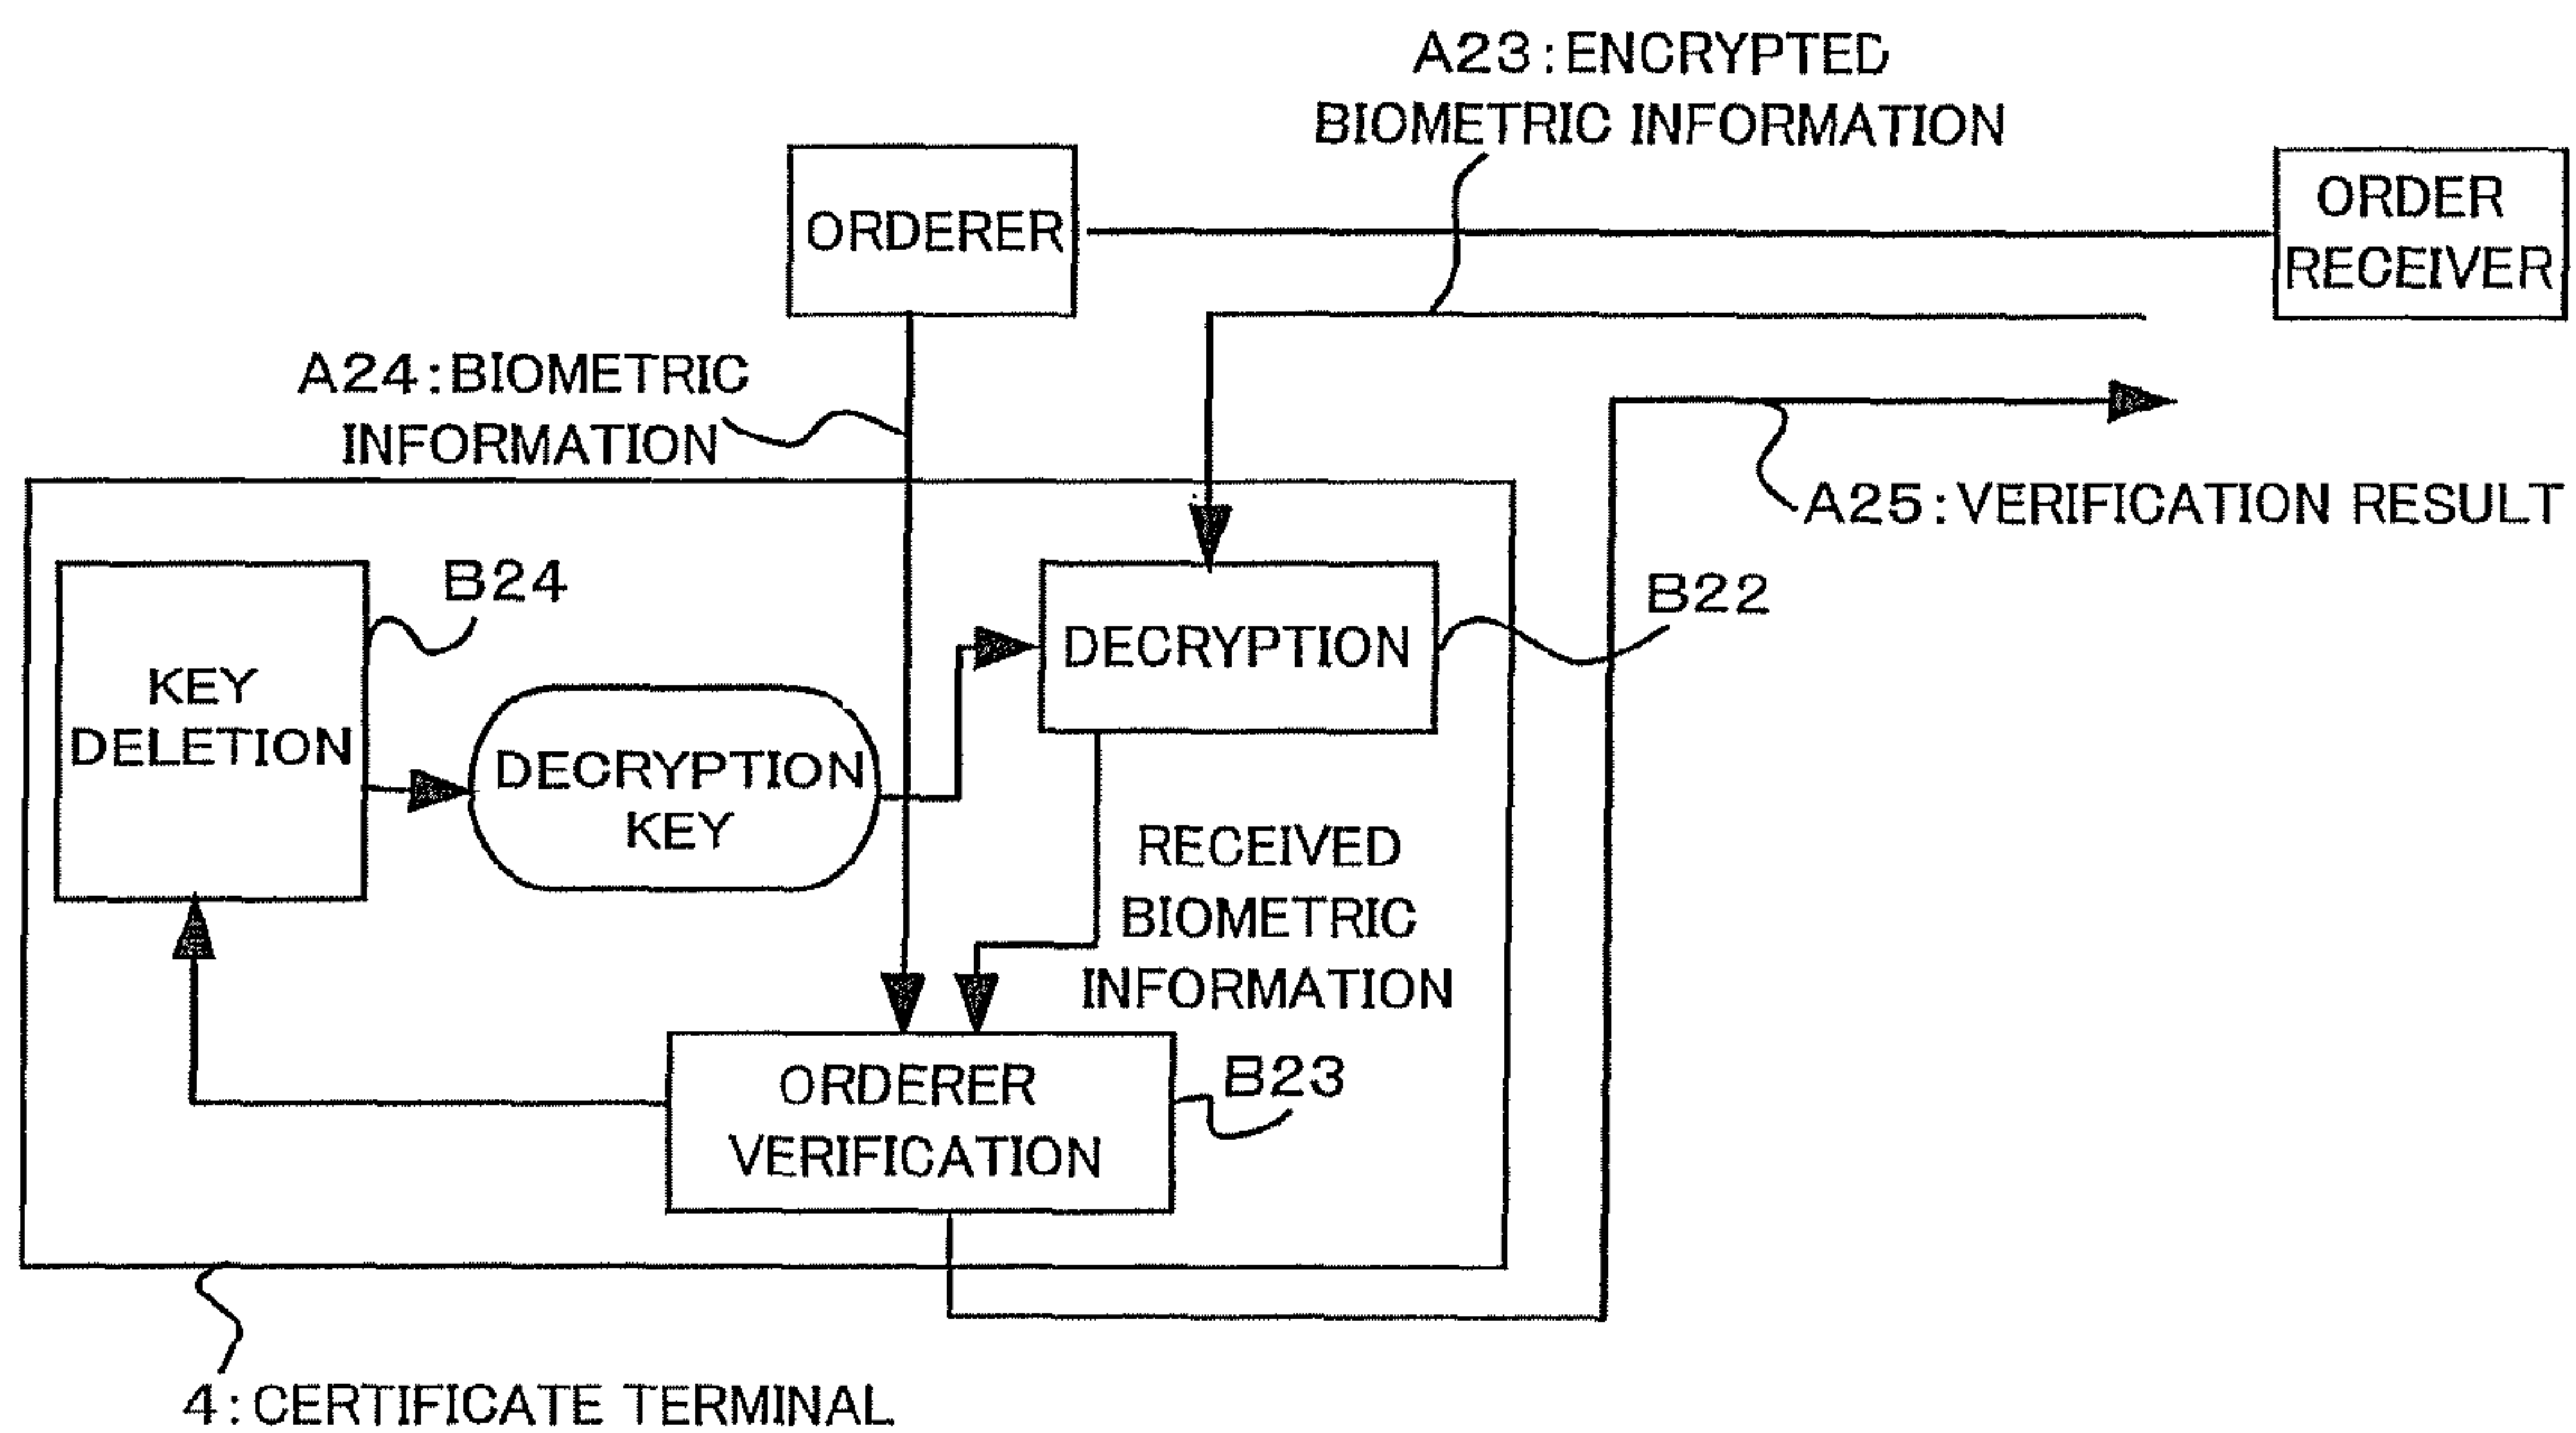 A23:ENCRYPTED
BIOMETRIC INFORMATION
ORDERER
ORDER
RECEIVER
A24:BIOMETRIC
INFORMATION
A25:VERIFICATION RESULT
B24
B22
KEY
DELETION
DECRYPTION
DECRYPTION
KEY
RECEIVED
BIOMETRIC
INFORMATION
ORDERER
VERIFICATION
B23
4:CERTIFICATE TERMINAL